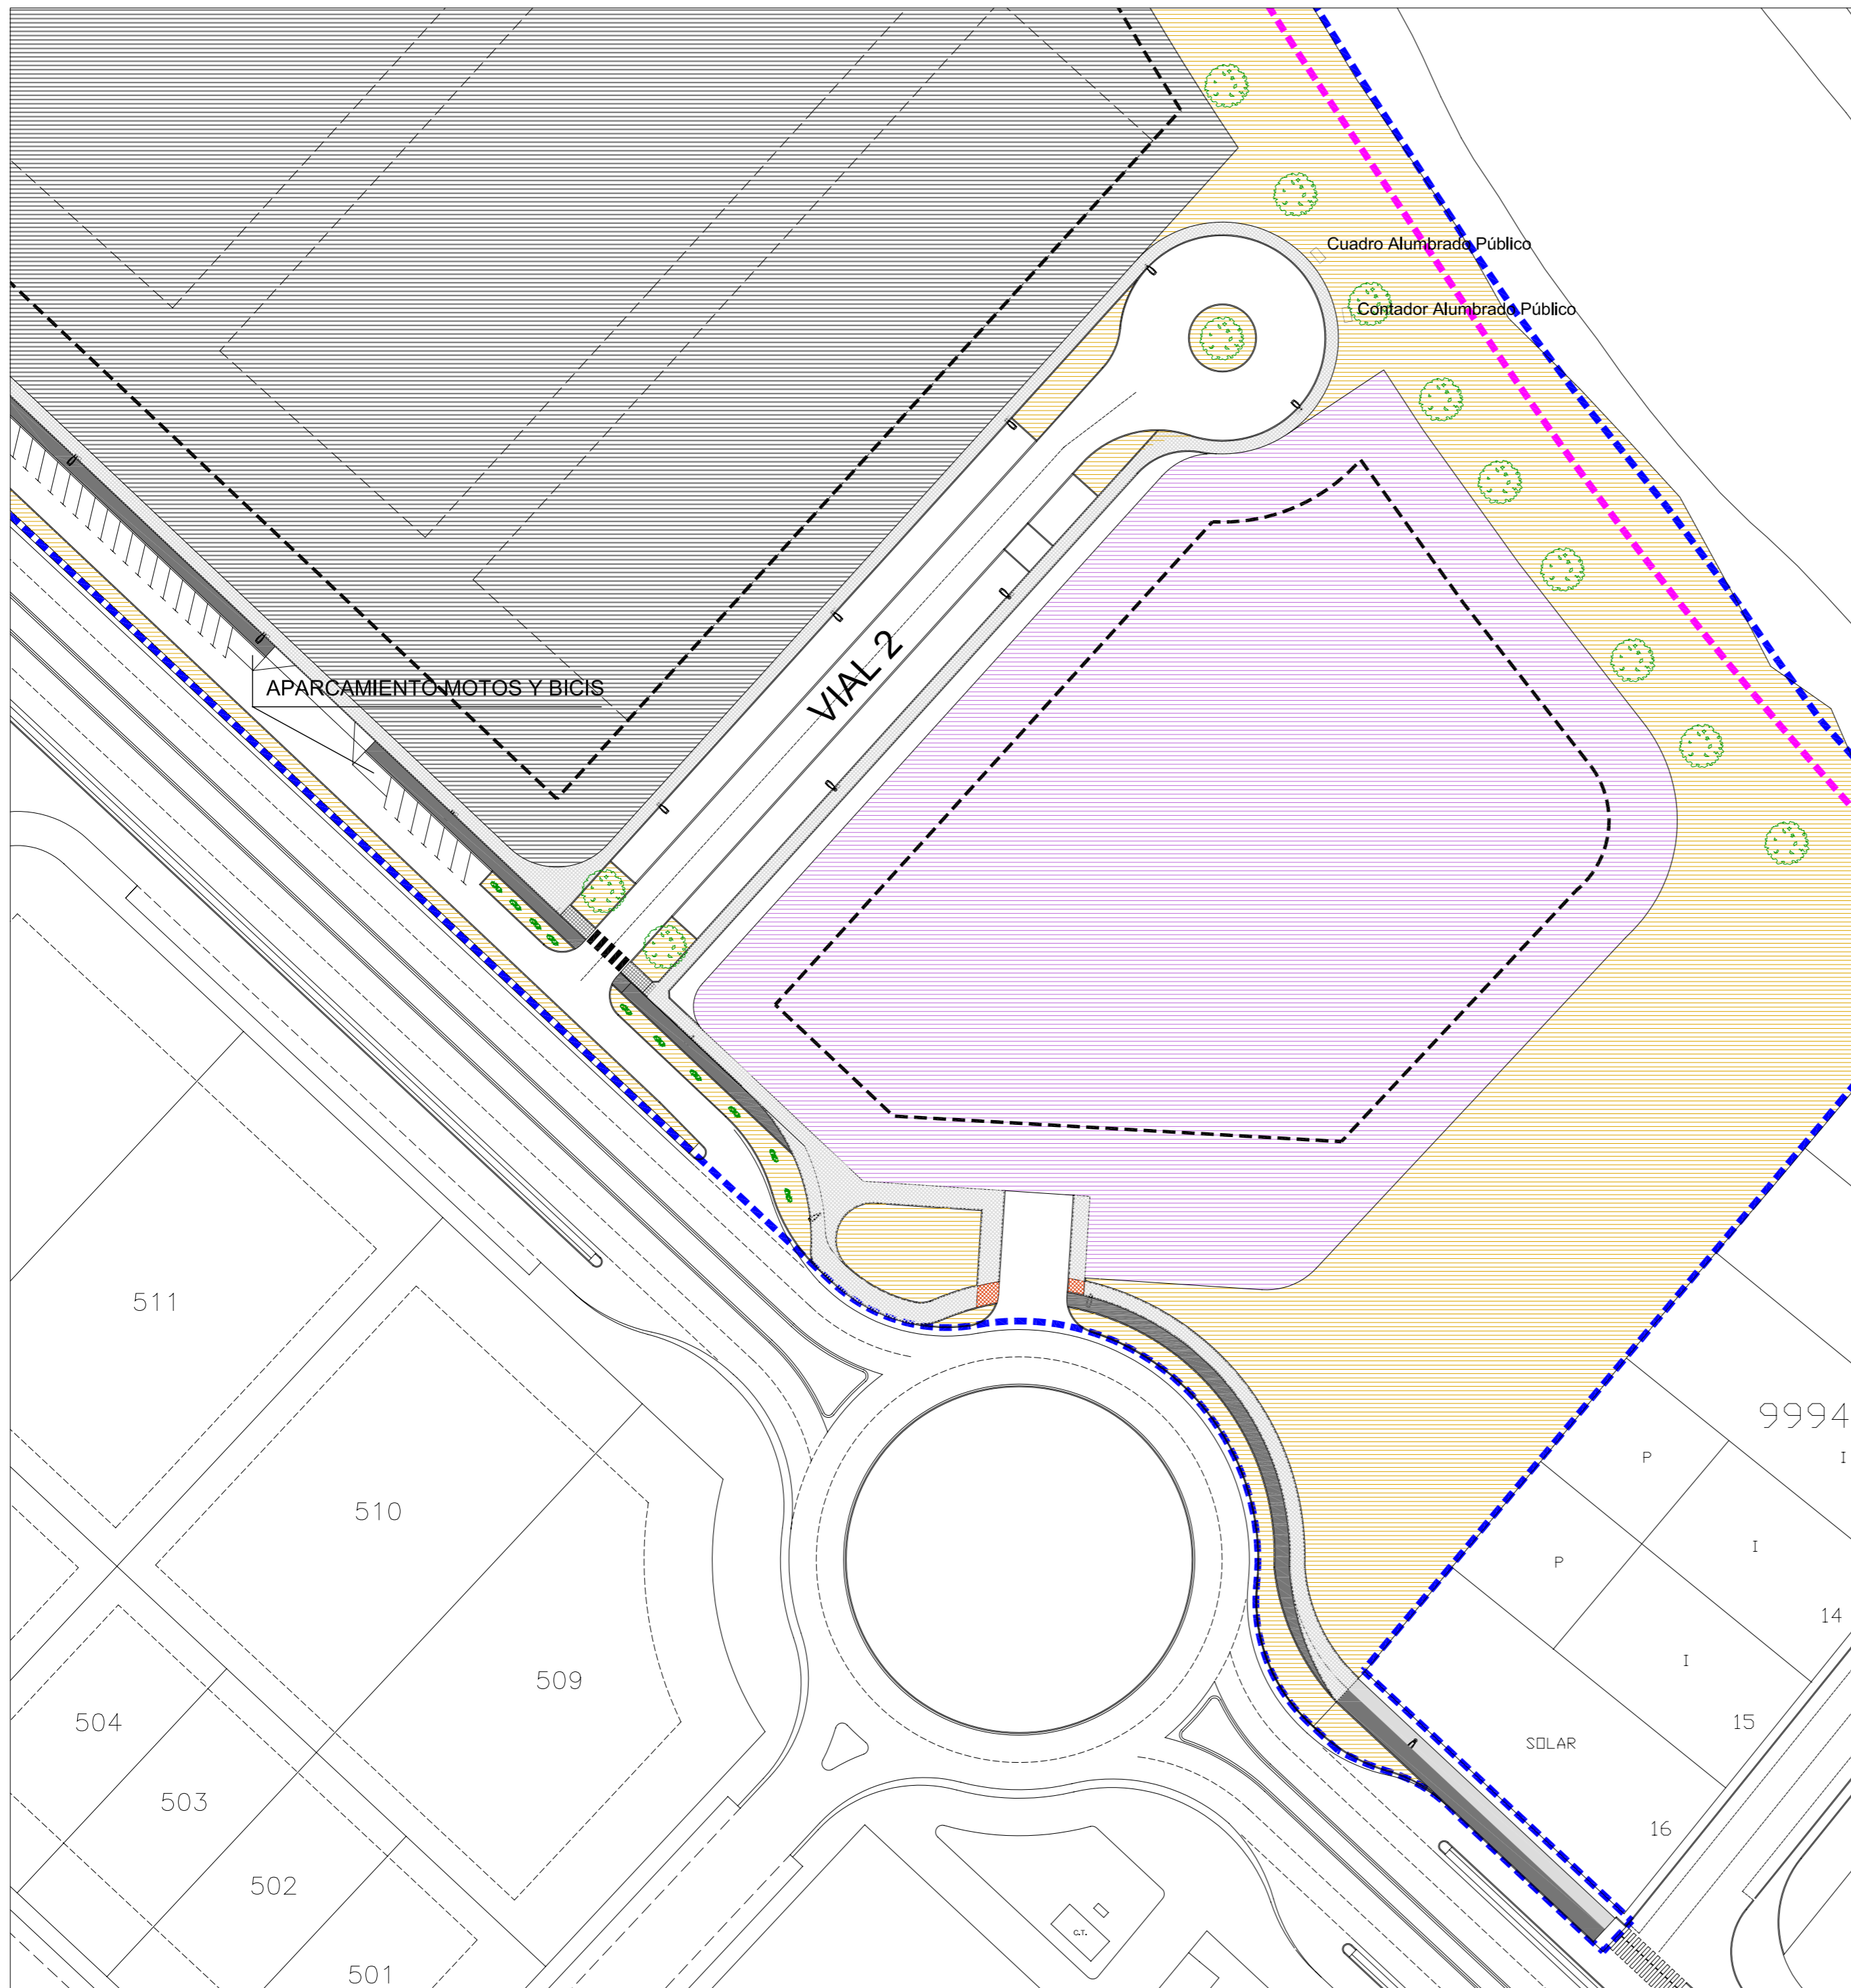 Cuadro Alumbrado Público
Contador Alumbrado Público
VIAL 2
APARCAMIENTO MOTOS Y BICIS
511
510
509
504
503
502
501
9994
P
I
P
I
14
I
15
SOLAR
16
C.T.